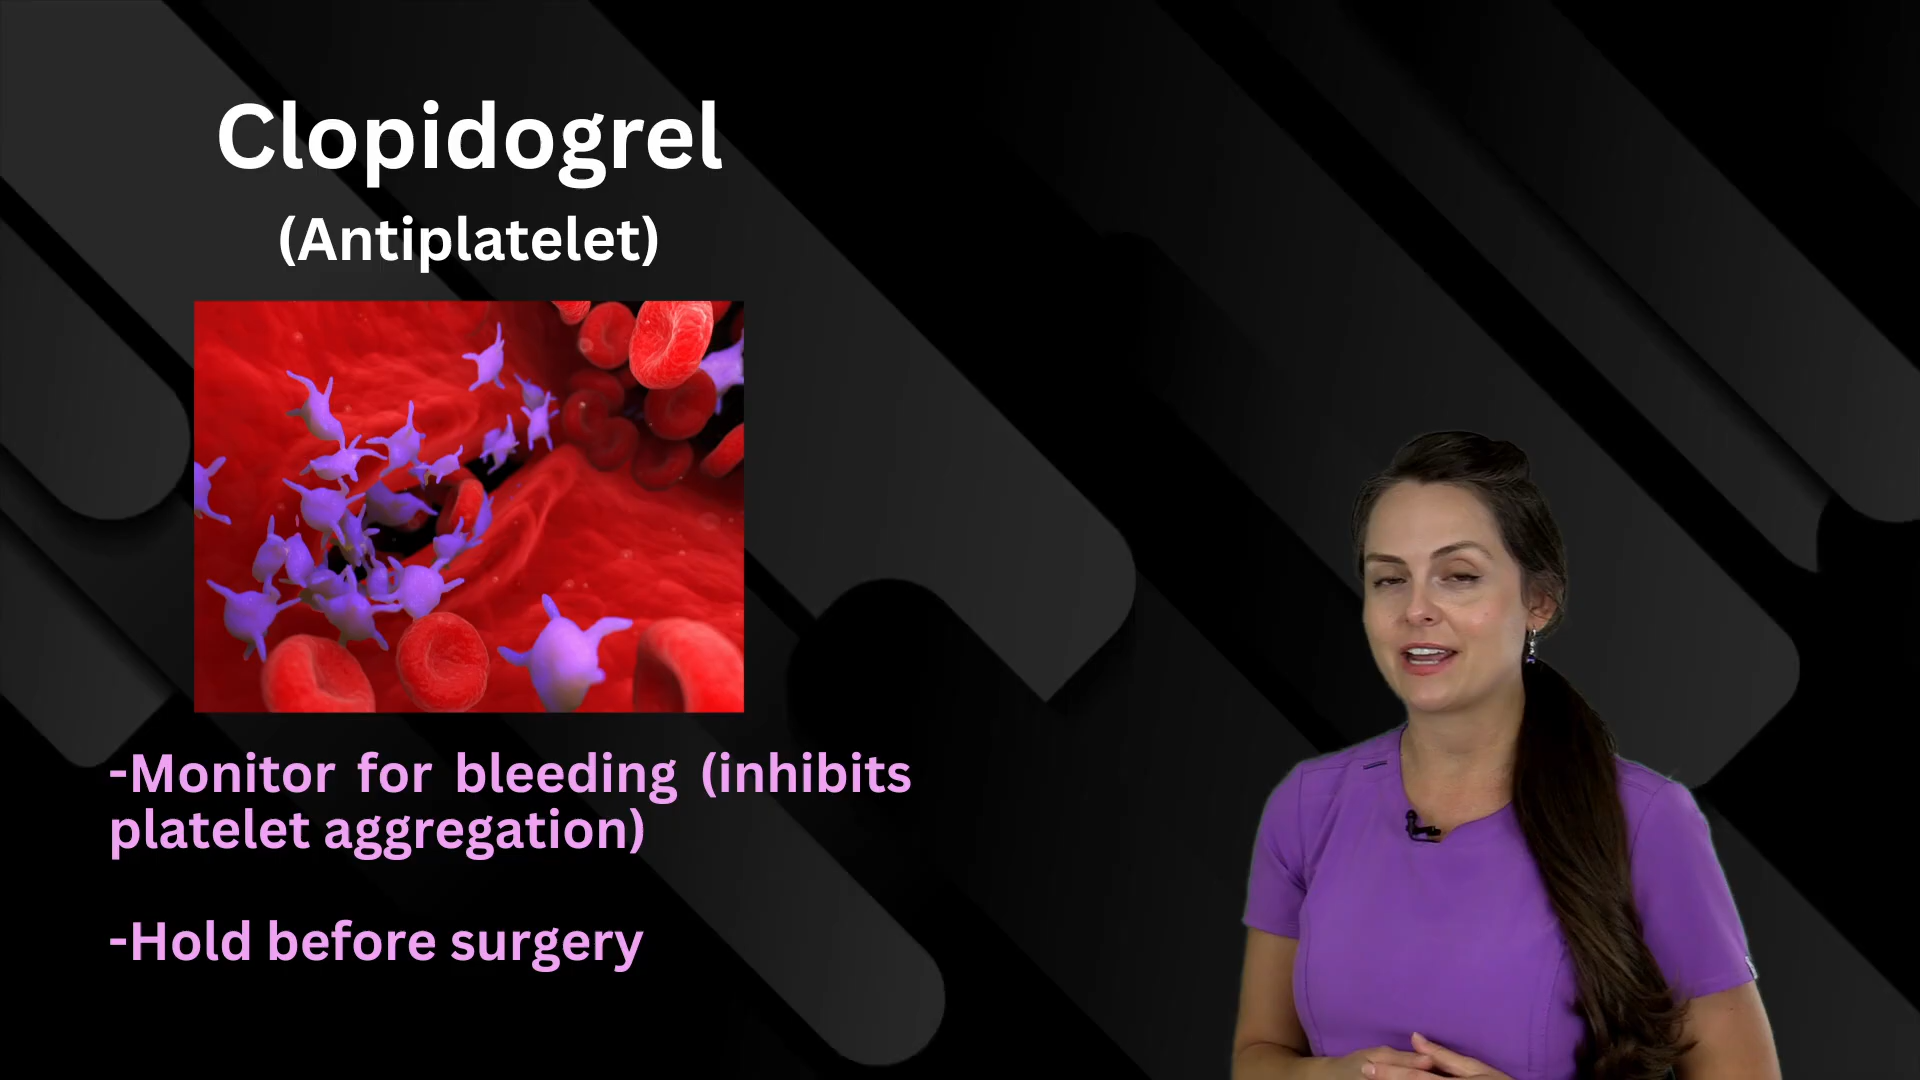 Clopidogrel
(Antiplatelet)
-Monitor for bleeding (inhibits
platelet aggregation)
-Hold before surgery